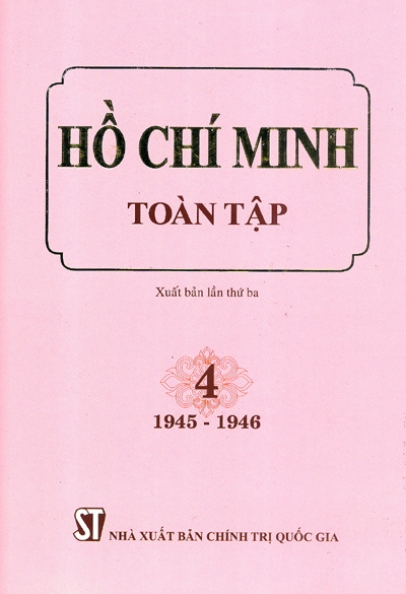 HỒ CHÍ MINH
TOÀN TẬP
Xuất bản lần thứ ba
4
1945 - 1946
ST NHÀ XUẤT BẢN CHÍNH TRỊ QUỐC GIA